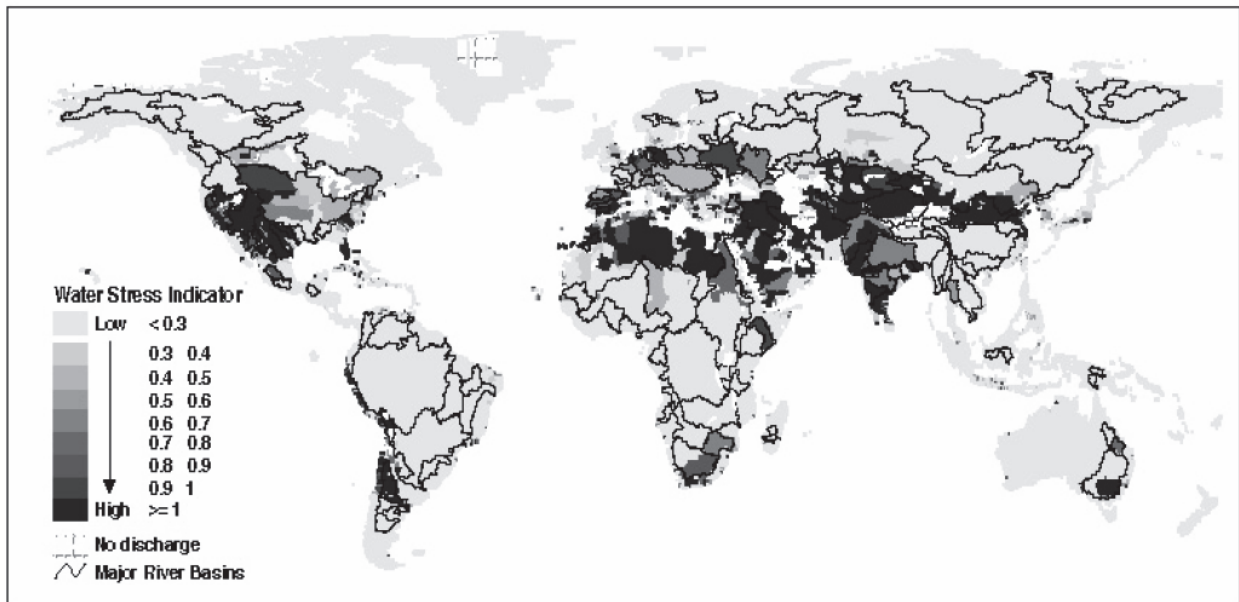 Water Stress Indicator
Low < 0.3
0.3 0.4
0.4 0.5
0.5 0.6
0.6 0.7
0.7 0.8
0.8 0.9
0.9 1
High >= 1
No discharge
Major River Basins